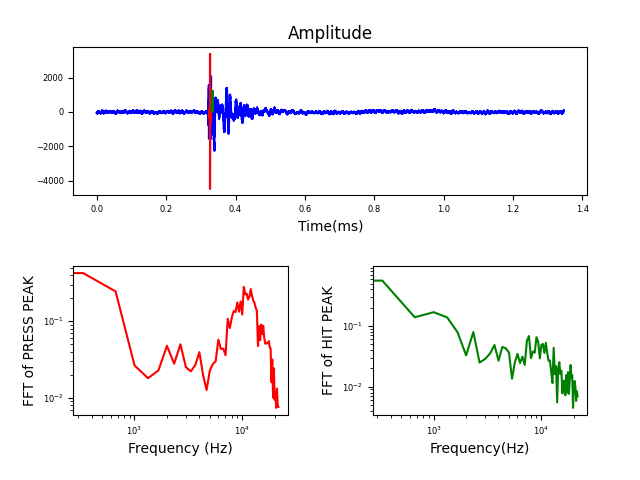 Amplitude
2000
0
−2000
−4000
0.0 0.2 0.4 0.6 0.8 1.0 1.2 1.4
Time(ms)
FFT of PRESS PEAK
10⁻¹
10⁻²
10³ 10⁴
Frequency (Hz)
FFT of HIT PEAK
10⁻¹
10⁻²
10³ 10⁴
Frequency(Hz)